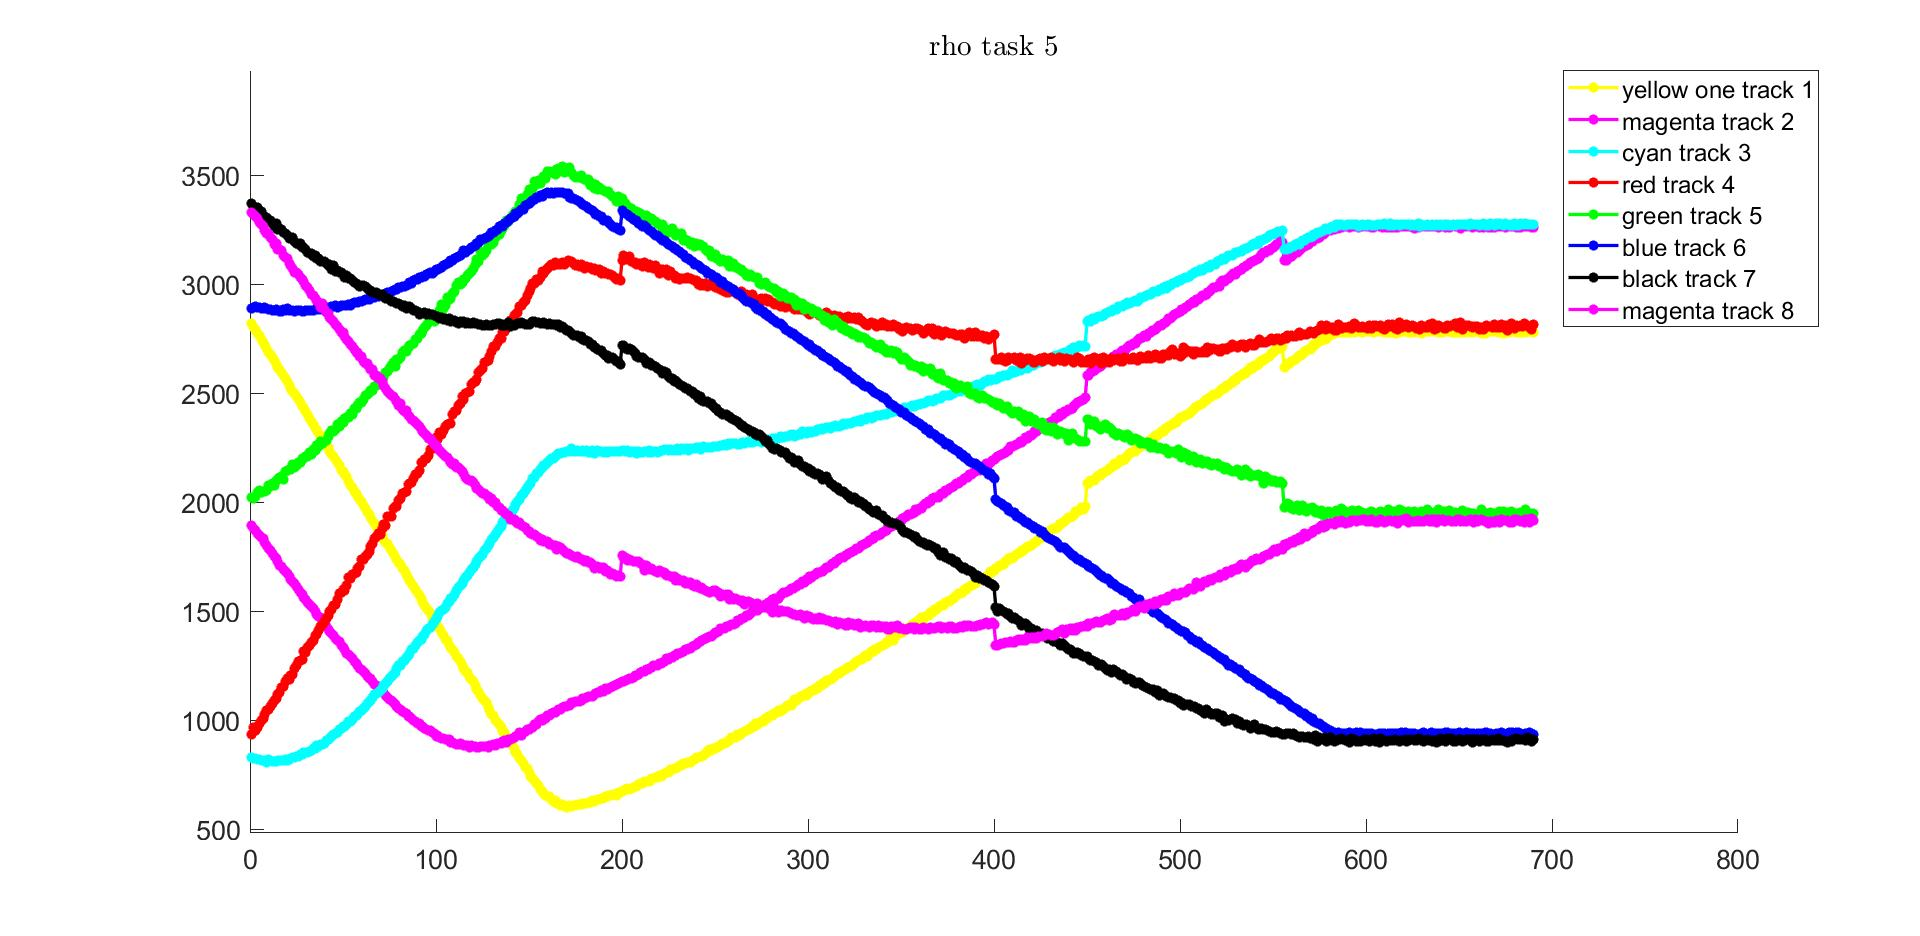 rho task 5
yellow one track 1
magenta track 2
cyan track 3
red track 4
green track 5
blue track 6
black track 7
magenta track 8
3500
3000
2500
2000
1500
1000
500
0 100 200 300 400 500 600 700 800